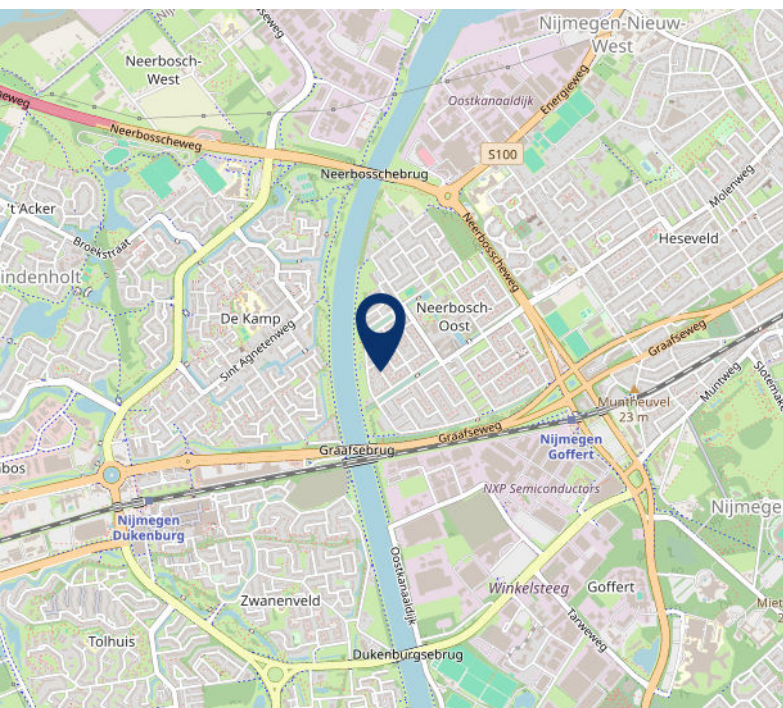 Nijmegen-Nieuw-
West
Neerbosch-
West
Oostkanaaldijk
Energieweg
Neerbosscheweg
S100
Neerbosschebrug
Molenweg
't Acker
Broekstraat
Neerbosscheweg
Heseveld
indenholt
De Kamp
Neerbosch-
Oost
Sint Agnetenweg
Graafseweg
Muntweg
Muntheuvel
23 m
Graafseweg
Graafsebrug
Nijmegen
Goffert
NXP Semiconductors
Nijmege
Nijmegen
Dukenburg
Oostkanaaldijk
Winkelsteeg
Goffert
Zwanenveld
Tarweweg
Tolhuis
Dukenburgsebrug